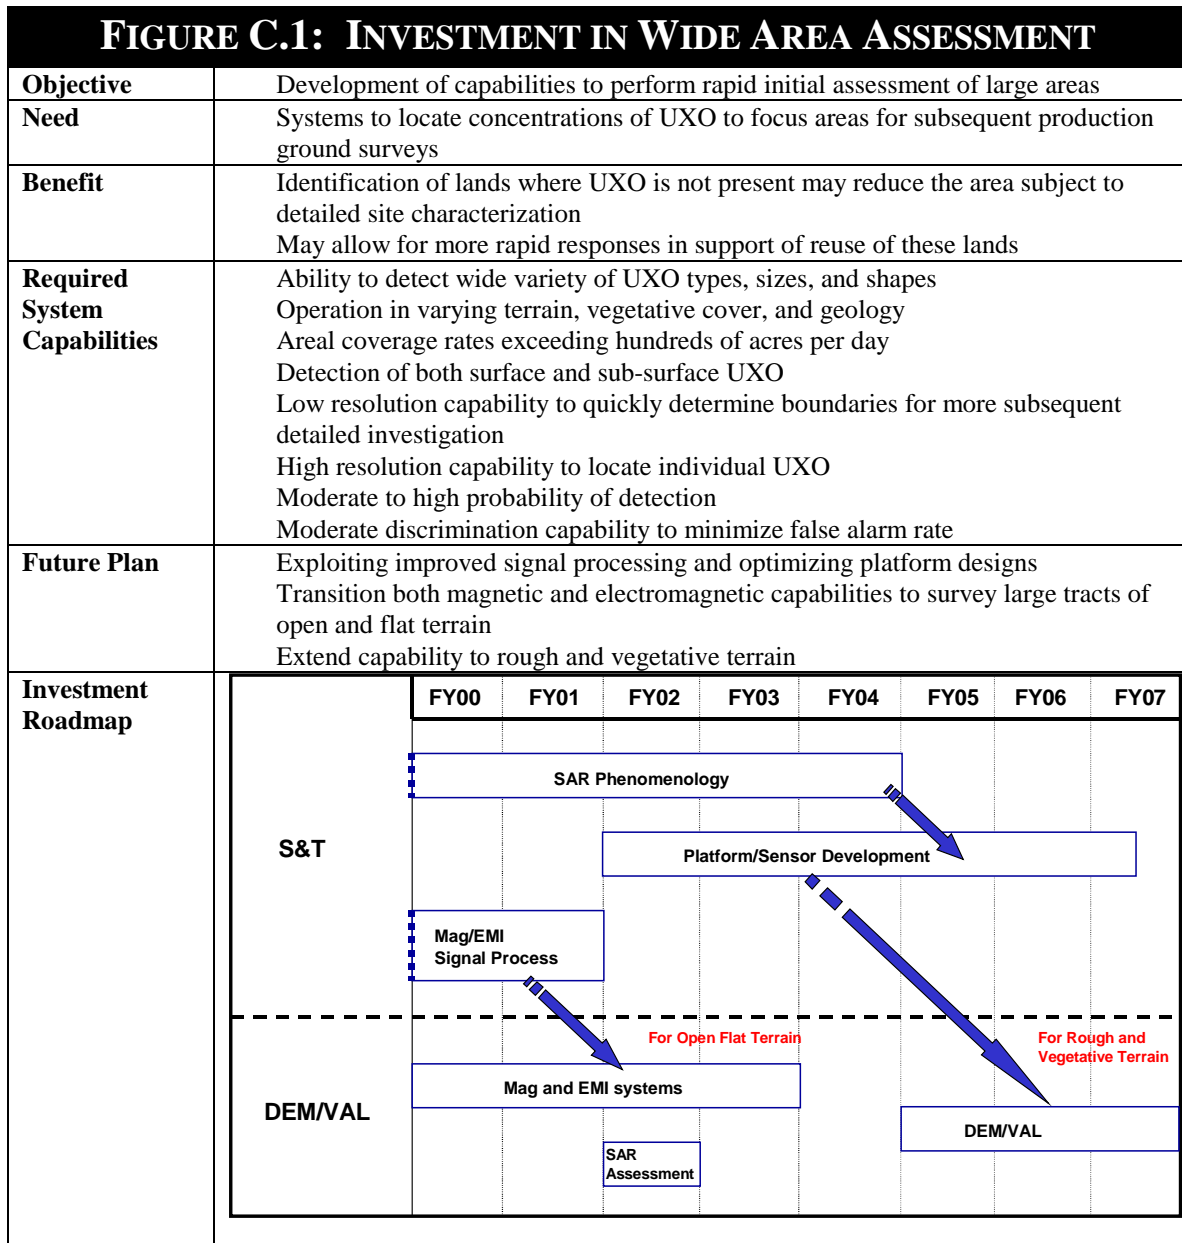 FIGURE C.1: INVESTMENT IN WIDE AREA ASSESSMENT
Objective
Development of capabilities to perform rapid initial assessment of large areas
Need
Systems to locate concentrations of UXO to focus areas for subsequent production
ground surveys
Benefit
Identification of lands where UXO is not present may reduce the area subject to
detailed site characterization
May allow for more rapid responses in support of reuse of these lands
Required
System
Capabilities
Ability to detect wide variety of UXO types, sizes, and shapes
Operation in varying terrain, vegetative cover, and geology
Areal coverage rates exceeding hundreds of acres per day
Detection of both surface and sub-surface UXO
Low resolution capability to quickly determine boundaries for more subsequent
detailed investigation
High resolution capability to locate individual UXO
Moderate to high probability of detection
Moderate discrimination capability to minimize false alarm rate
Future Plan
Exploiting improved signal processing and optimizing platform designs
Transition both magnetic and electromagnetic capabilities to survey large tracts of
open and flat terrain
Extend capability to rough and vegetative terrain
Investment
Roadmap
FY00 FY01 FY02 FY03 FY04 FY05 FY06 FY07
SAR Phenomenology
S&T
Platform/Sensor Development
Mag/EMI
Signal Process
For Open Flat Terrain
For Rough and
Vegetative Terrain
Mag and EMI systems
DEM/VAL
DEM/VAL
SAR
Assessment